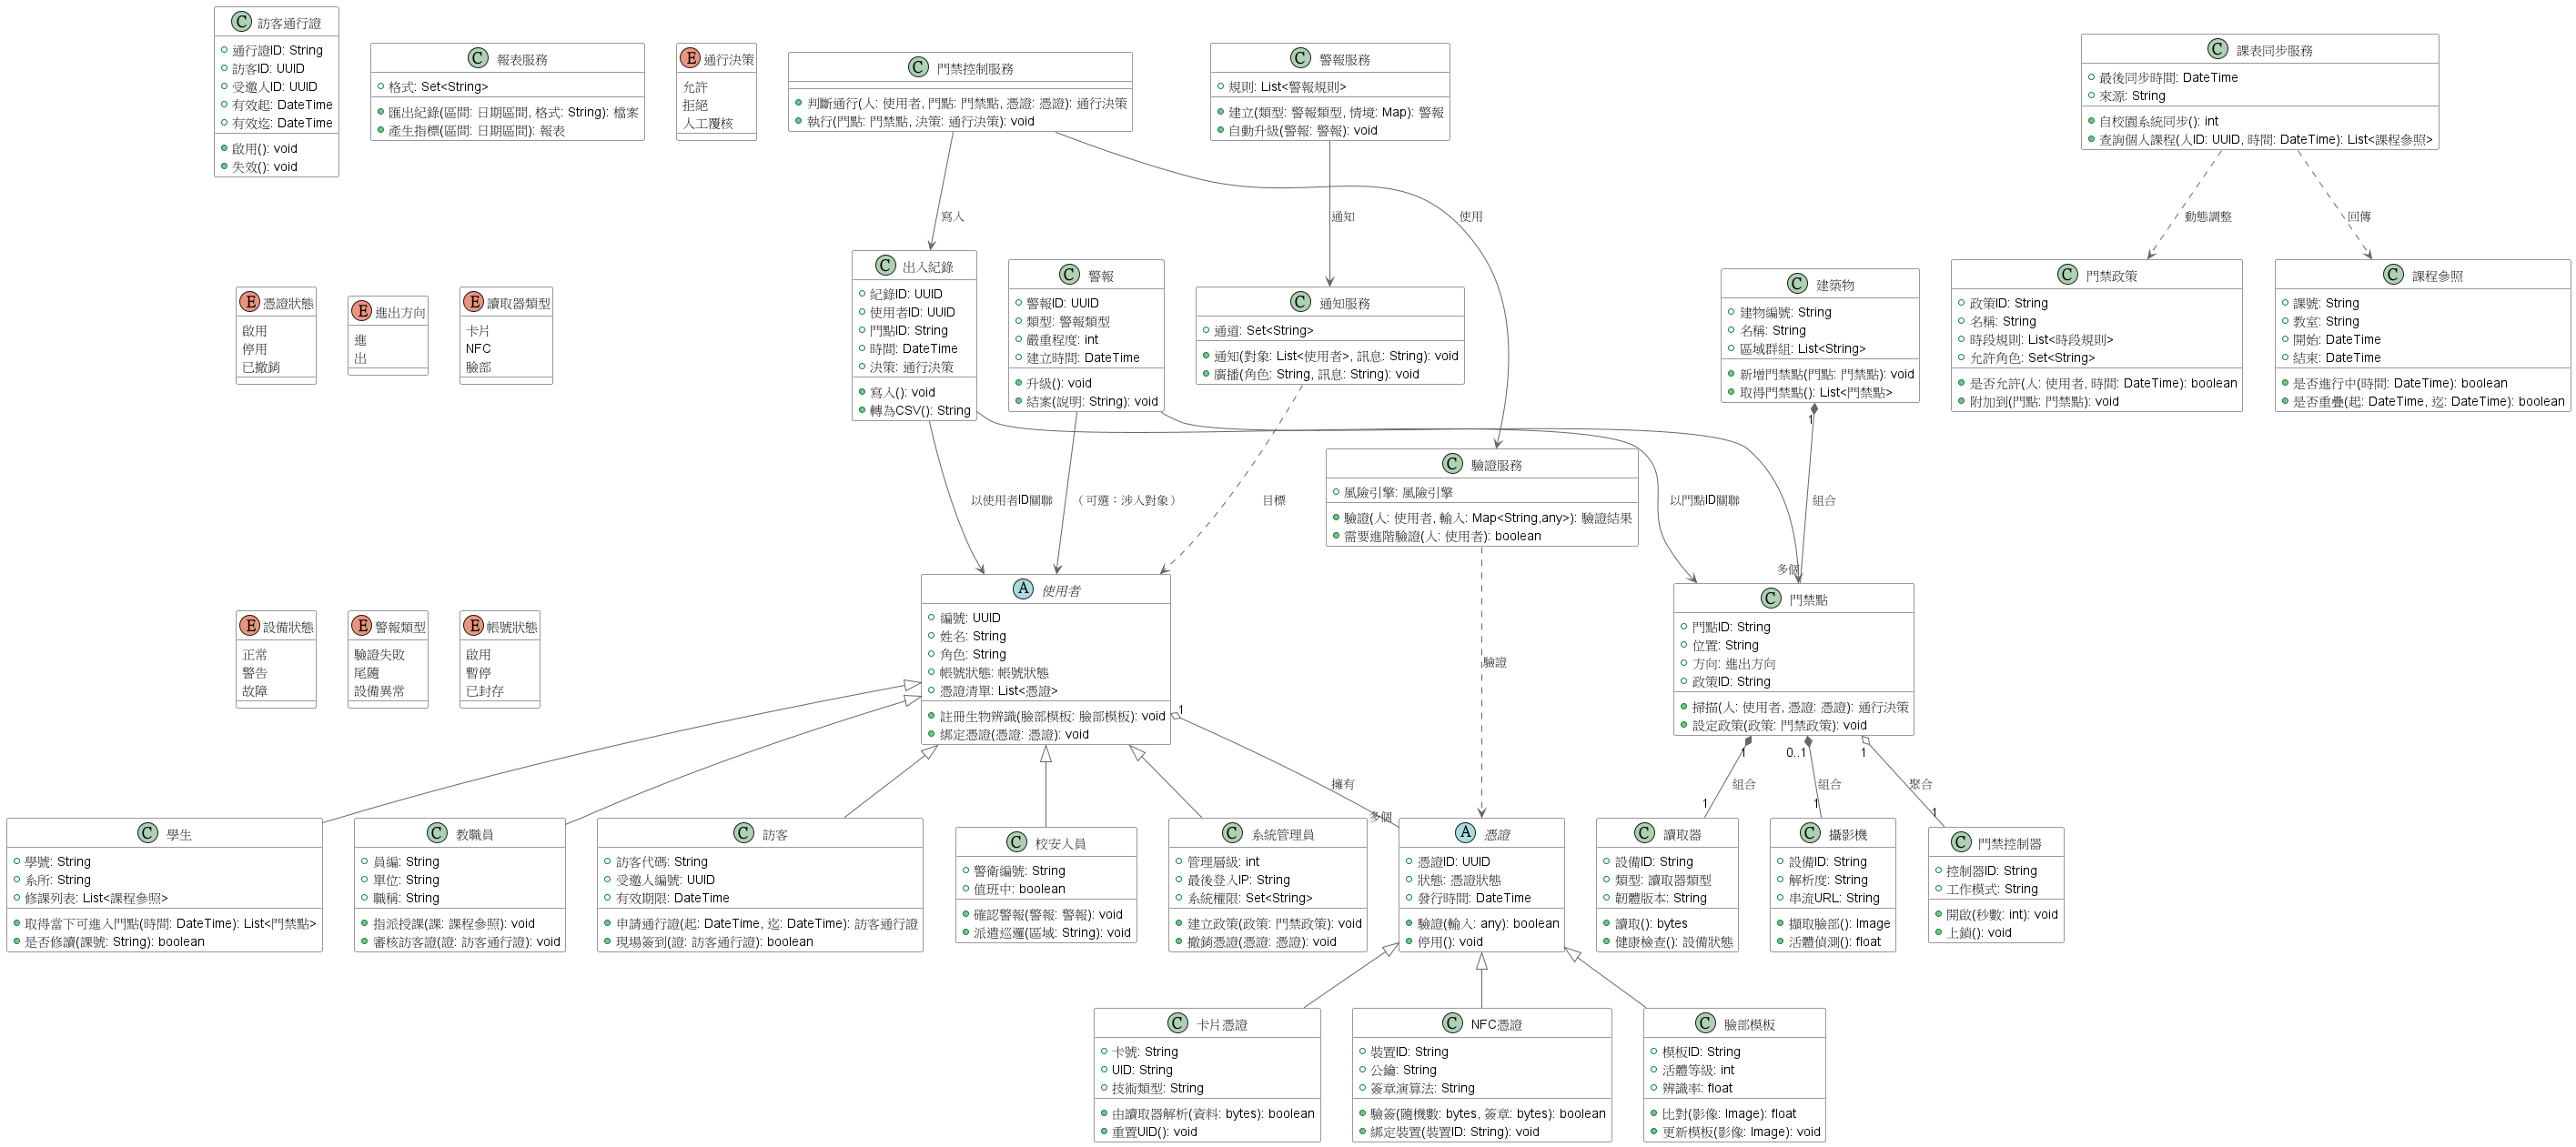 訪客通行證
通行證ID: String
訪客ID: UUID
受邀人ID: UUID
有效起: DateTime
有效迄: DateTime
啟用(): void
失效(): void
報表服務
格式: Set<String>
匯出紀錄(區間: 日期區間, 格式: String): 檔案
產生指標(區間: 日期區間): 報表
通行決策
允許
拒絕
人工覆核
門禁控制服務
判斷通行(人: 使用者, 門點: 門禁點, 憑證: 憑證): 通行決策
執行(門點: 門禁點, 決策: 通行決策): void
警報服務
規則: List<警報規則>
建立(類型: 警報類型, 情境: Map): 警報
自動升級(警報: 警報): void
課表同步服務
最後同步時間: DateTime
來源: String
自校園系統同步(): int
查詢個人課程(人ID: UUID, 時間: DateTime): List<課程參照>
寫入
通知
使用
動態調整
回傳
憑證狀態
啟用
停用
已撤銷
進出方向
進
出
讀取器類型
卡片
NFC
臉部
出入紀錄
紀錄ID: UUID
使用者ID: UUID
門點ID: String
時間: DateTime
決策: 通行決策
寫入(): void
轉為CSV(): String
警報
警報ID: UUID
類型: 警報類型
嚴重程度: int
建立時間: DateTime
升級(): void
結案(說明: String): void
通知服務
通道: Set<String>
通知(對象: List<使用者>, 訊息: String): void
廣播(角色: String, 訊息: String): void
建築物
建物編號: String
名稱: String
區域群組: List<String>
新增門禁點(門點: 門禁點): void
取得門禁點(): List<門禁點>
門禁政策
政策ID: String
名稱: String
時段規則: List<時段規則>
允許角色: Set<String>
是否允許(人: 使用者, 時間: DateTime): boolean
附加到(門點: 門禁點): void
課程參照
課號: String
教室: String
開始: DateTime
結束: DateTime
是否進行中(時間: DateTime): boolean
是否重疊(起: DateTime, 迄: DateTime): boolean
1
驗證服務
風險引擎: 風險引擎
驗證(人: 使用者, 輸入: Map<String,any>): 驗證結果
需要進階驗證(人: 使用者): boolean
以使用者ID關聯
（可選：涉入對象）
目標
以門點ID關聯
組合
多個
設備狀態
正常
警告
故障
警報類型
驗證失敗
尾隨
設備異常
帳號狀態
啟用
暫停
已封存
使用者
編號: UUID
姓名: String
角色: String
帳號狀態: 帳號狀態
憑證清單: List<憑證>
註冊生物辨識(臉部模板: 臉部模板): void
綁定憑證(憑證: 憑證): void
1
驗證
門禁點
門點ID: String
位置: String
方向: 進出方向
政策ID: String
掃描(人: 使用者, 憑證: 憑證): 通行決策
設定政策(政策: 門禁政策): void
1
0..1
1
擁有
組合
組合
聚合
多個
1
1
1
學生
學號: String
系所: String
修課列表: List<課程參照>
取得當下可進入門點(時間: DateTime): List<門禁點>
是否修讀(課號: String): boolean
教職員
員編: String
單位: String
職稱: String
指派授課(課: 課程參照): void
審核訪客證(證: 訪客通行證): void
訪客
訪客代碼: String
受邀人編號: UUID
有效期限: DateTime
申請通行證(起: DateTime, 迄: DateTime): 訪客通行證
現場簽到(證: 訪客通行證): boolean
校安人員
警衛編號: String
值班中: boolean
確認警報(警報: 警報): void
派遣巡邏(區域: String): void
系統管理員
管理層級: int
最後登入IP: String
系統權限: Set<String>
建立政策(政策: 門禁政策): void
撤銷憑證(憑證: 憑證): void
憑證
憑證ID: UUID
狀態: 憑證狀態
發行時間: DateTime
驗證(輸入: any): boolean
停用(): void
讀取器
設備ID: String
類型: 讀取器類型
韌體版本: String
讀取(): bytes
健康檢查(): 設備狀態
攝影機
設備ID: String
解析度: String
串流URL: String
擷取臉部(): Image
活體偵測(): float
門禁控制器
控制器ID: String
工作模式: String
開啟(秒數: int): void
上鎖(): void
卡片憑證
卡號: String
UID: String
技術類型: String
由讀取器解析(資料: bytes): boolean
重置UID(): void
NFC憑證
裝置ID: String
公鑰: String
簽章演算法: String
驗簽(隨機數: bytes, 簽章: bytes): boolean
綁定裝置(裝置ID: String): void
臉部模板
模板ID: String
活體等級: int
辨識率: float
比對(影像: Image): float
更新模板(影像: Image): void